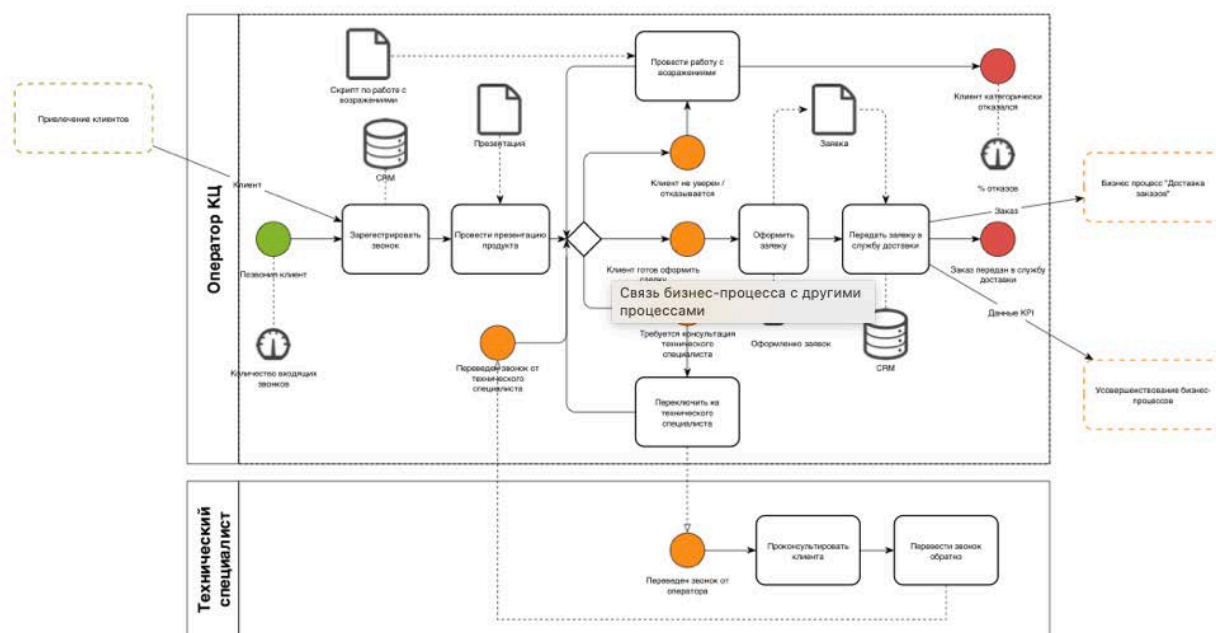 Оператор КЦ
Привлечение клиентов
Скрипт по работе с
возражениями
Провести работу с
возражениями
Клиент категорически
отказался
CRM
Презентация
Заявка
Клиент
Клиент не уверен /
отказывается
% отказов
Бизнес процесс "Доставка
заказов"
Заказ
Зарегестрировать
звонок
Провести презентацию
продукта
Оформить
заявку
Передать заявку в
службу доставки
Позвонил клиент
Клиент готов оформить
Заказ передан в службу
доставки
Связь бизнес-процесса с другими
процессами
Данные KPI
Требуется консультация
технического
специалиста
Оформленно заявок
CRM
Количество входящих
звонков
Переведен звонок от
технического
специалиста
Переключить на
технического
специалиста
Усовершенствование бизнес-
процессов
Технический
специалист
Проконсультировать
клиента
Перевести звонок
обратно
Переведен звонок от
оператора